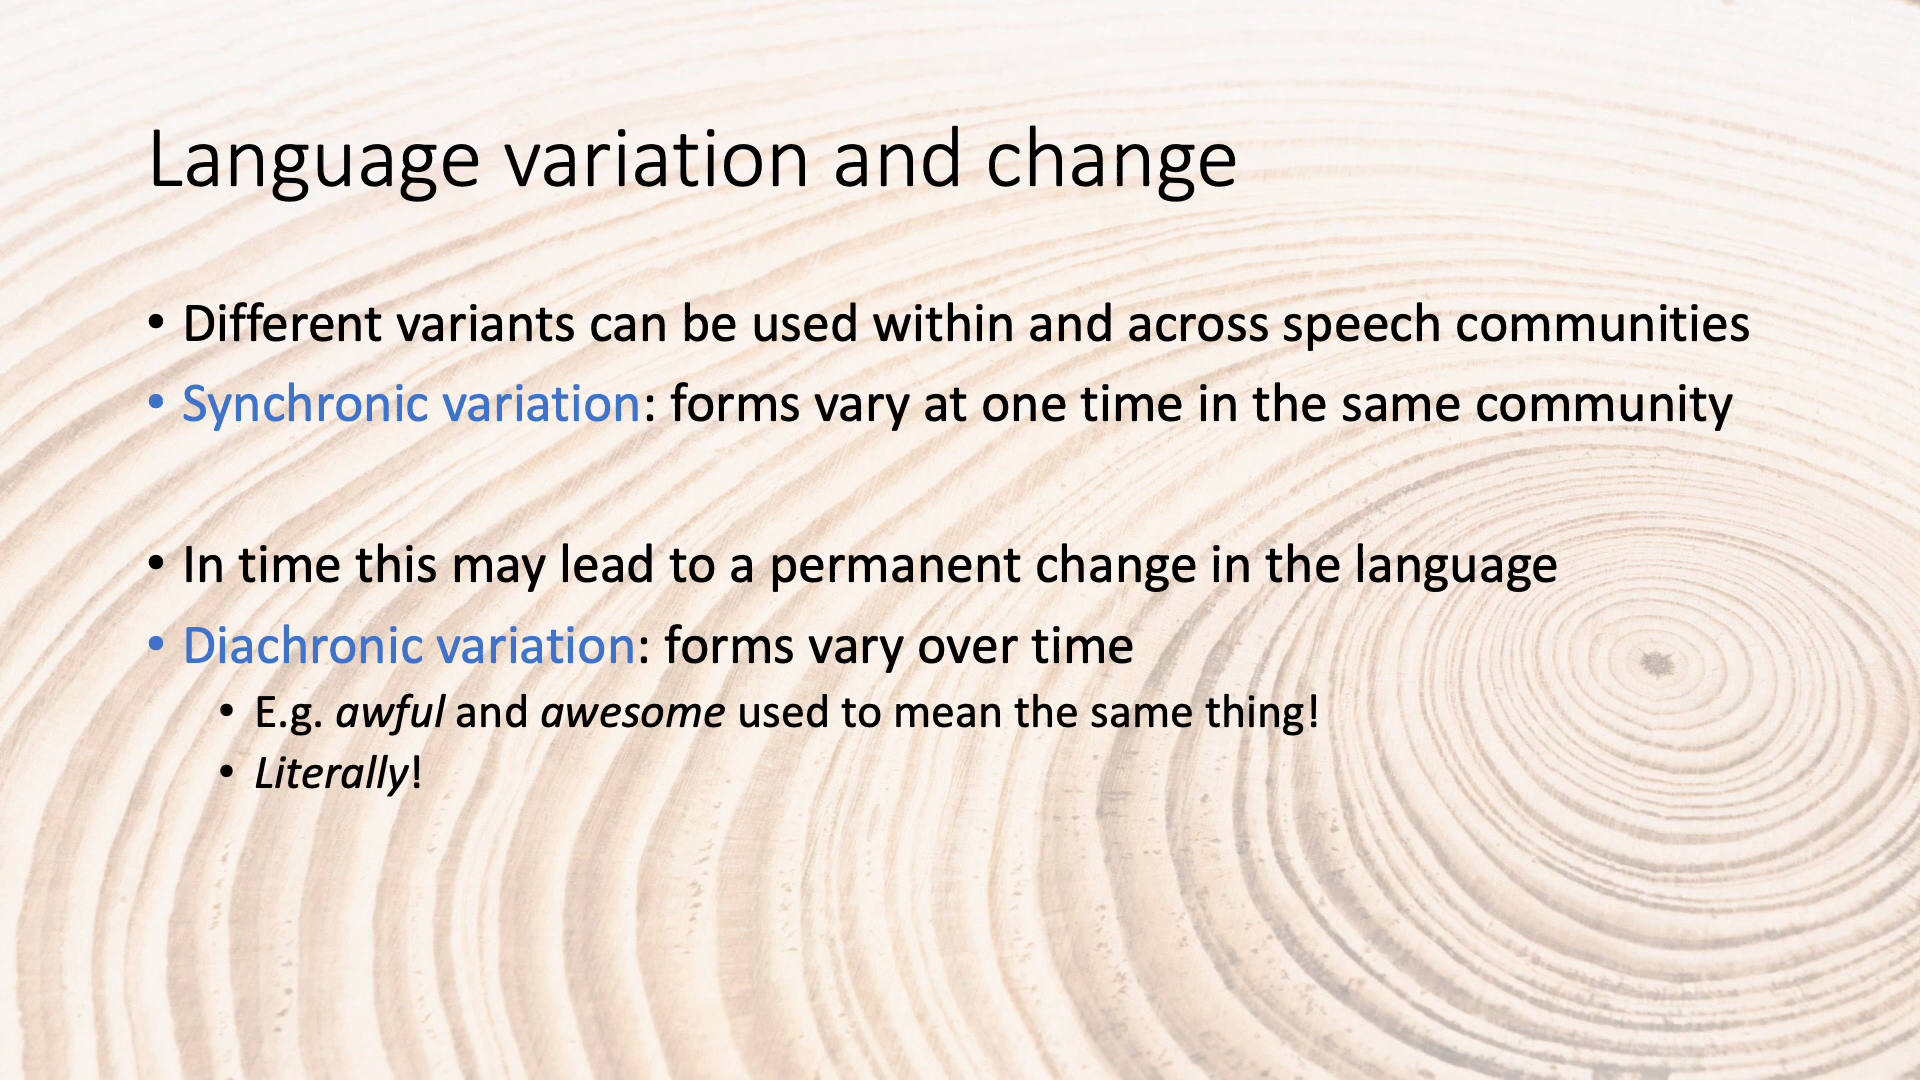 Language variation and change
• Different variants can be used within and across speech communities
• Synchronic variation: forms vary at one time in the same community
• In time this may lead to a permanent change in the language
• Diachronic variation: forms vary over time
• E.g. awful and awesome used to mean the same thing!
• Literally!